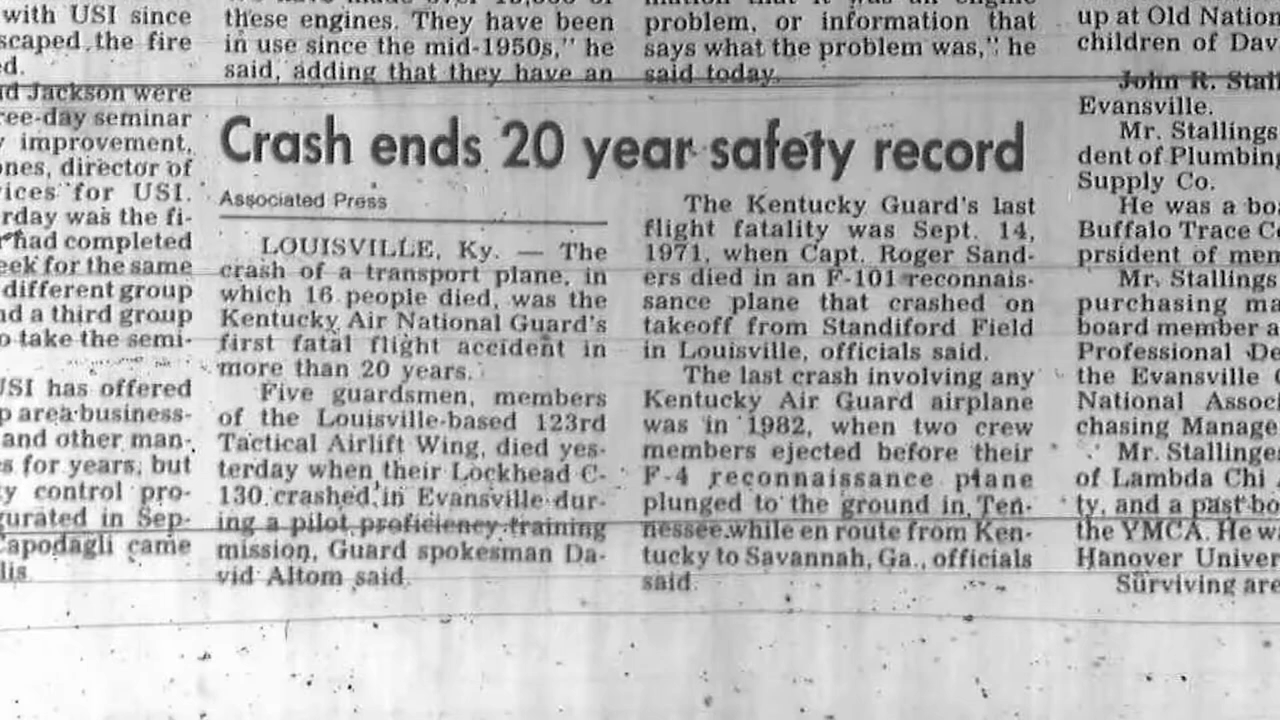 with USI since
scaped the fire
ed.
nd Jackson were
ree-day seminar
y improvement,
ones, director of
vices for USI.
rday was the fi-
had completed
eek for the same
different group
nd a third group
o take the semi-
USI has offered
p area business-
and other man-
s for years, but
ty control pro-
gurated in Sep-
Capodagli came
lis.
these engines. They have been
in use since the mid-1950s," he
said, adding that they have an
problem, or information that
says what the problem was," he
said today.
Crash ends 20 year safety record
Associated Press
LOUISVILLE, Ky. — The
crash of a transport plane, in
which 16 people died, was the
Kentucky Air National Guard's
first fatal flight accident in
more than 20 years.
Five guardsmen, members
of the Louisville-based 123rd
Tactical Airlift Wing, died yes-
terday when their Lockheed C-
130 crashed in Evansville dur-
ing a pilot proficiency training
mission, Guard spokesman Da-
vid Altom said.
The Kentucky Guard's last
flight fatality was Sept. 14,
1971, when Capt. Roger Sand-
ers died in an F-101 reconnais-
sance plane that crashed on
takeoff from Standiford Field
in Louisville, officials said.
The last crash involving any
Kentucky Air Guard airplane
was in 1982, when two crew
members ejected before their
F-4 reconnaissance plane
plunged to the ground in Ten-
nessee while en route from Ken-
tucky to Savannah, Ga., officials
said.
up at Old Nation
children of Dav
John R. Stall
Evansville.
Mr. Stallings
dent of Plumbing
Supply Co.
He was a boa
Buffalo Trace Co
prsident of men
Mr. Stallings
purchasing ma
board member a
Professional De
the Evansville C
National Assoc
chasing Manage
Mr. Stallings
of Lambda Chi A
ty, and a past bo
the YMCA. He wa
Hanover Univer
Surviving are